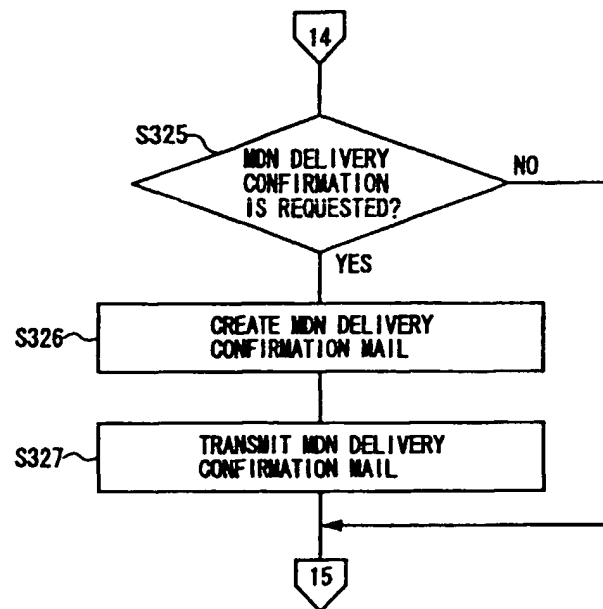 14
S325
MDN DELIVERY
CONFIRMATION
IS REQUESTED?
NO
YES
S326
CREATE MDN DELIVERY
CONFIRMATION MAIL
S327
TRANSMIT MDN DELIVERY
CONFIRMATION MAIL
15